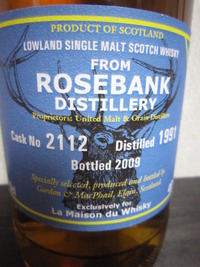 PRODUCT OF SCOTLAND
LOWLAND SINGLE MALT SCOTCH WHISKY
FROM
ROSEBANK
DISTILLERY
Proprietors: United Malt & Grain Distillers
Cask No 2112 Distilled 1991
Bottled 2009
Specially selected, produced and bottled by
Gordon & MacPhail, Elgin, Scotland
Exclusively for
La Maison du Whisky